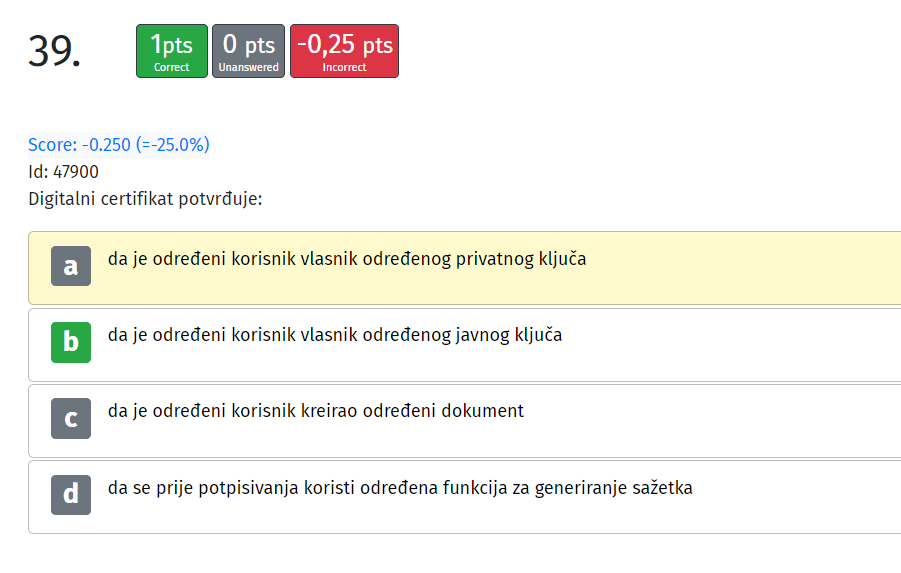 39.
1pts
Correct
0 pts
Unanswered
-0,25 pts
Incorrect
Score: -0.250 (=-25.0%)
Id: 47900
Digitalni certifikat potvrđuje:
a da je određeni korisnik vlasnik određenog privatnog ključa
b da je određeni korisnik vlasnik određenog javnog ključa
c da je određeni korisnik kreirao određeni dokument
d da se prije potpisivanja koristi određena funkcija za generiranje sažetka